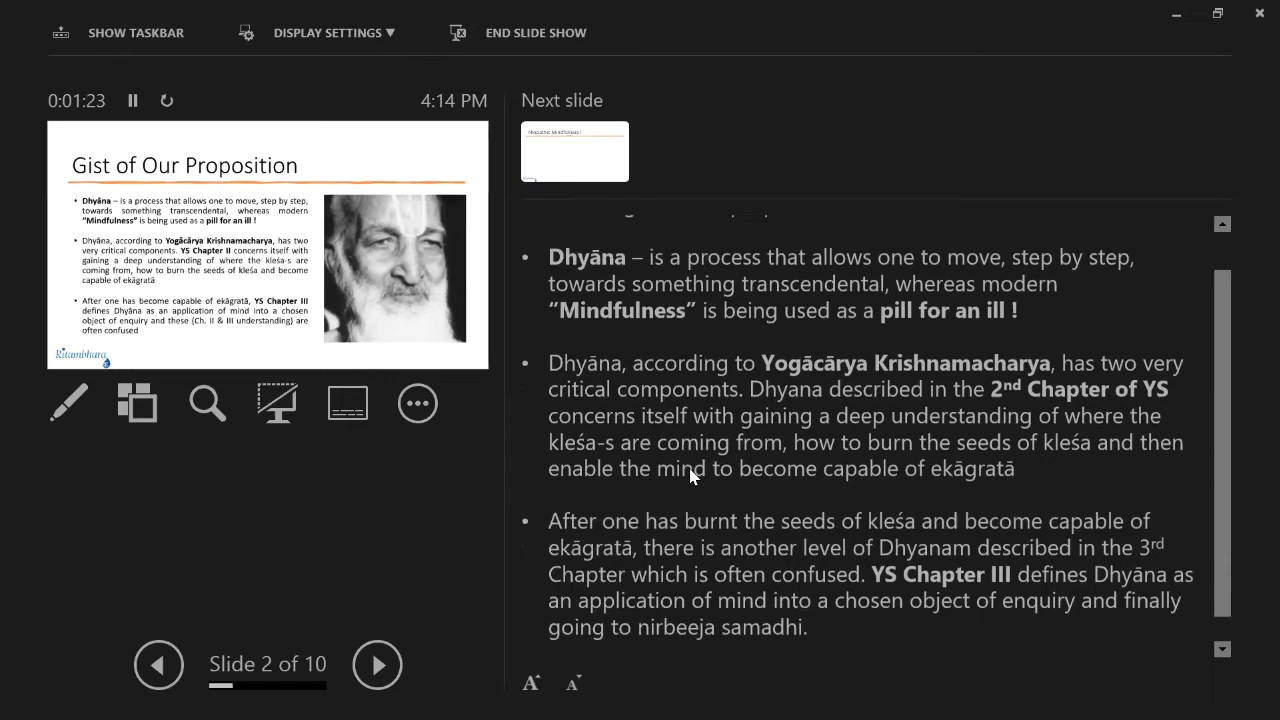 SHOW TASKBAR
DISPLAY SETTINGS ▼
END SLIDE SHOW
0:01:23
4:14 PM
Gist of Our Proposition
• Dhyāna – is a process that allows one to move, step by step,
towards something transcendental, whereas modern
“Mindfulness” is being used as a pill for an ill !
• Dhyāna, according to Yogācārya Krishnamacharya, has two
very critical components. YS Chapter II concerns itself with
gaining a deep understanding of where the kleśa-s are
coming from, how to burn the seeds of kleśa and become
capable of ekāgratā
• After one has become capable of ekāgratā, YS Chapter III
defines Dhyāna as an application of mind into a chosen
object of enquiry and these (Ch. II & III understanding) are
often confused
Ritambhara
Slide 2 of 10
Next slide
Mindfulness!
• Dhyāna – is a process that allows one to move, step by step,
towards something transcendental, whereas modern
“Mindfulness” is being used as a pill for an ill !
• Dhyāna, according to Yogācārya Krishnamacharya, has two very
critical components. Dhyana described in the 2nd Chapter of YS
concerns itself with gaining a deep understanding of where the
kleśa-s are coming from, how to burn the seeds of kleśa and then
enable the mind to become capable of ekāgratā
• After one has burnt the seeds of kleśa and become capable of
ekāgratā, there is another level of Dhyanam described in the 3rd
Chapter which is often confused. YS Chapter III defines Dhyāna as
an application of mind into a chosen object of enquiry and finally
going to nirbeeja samadhi.
A A